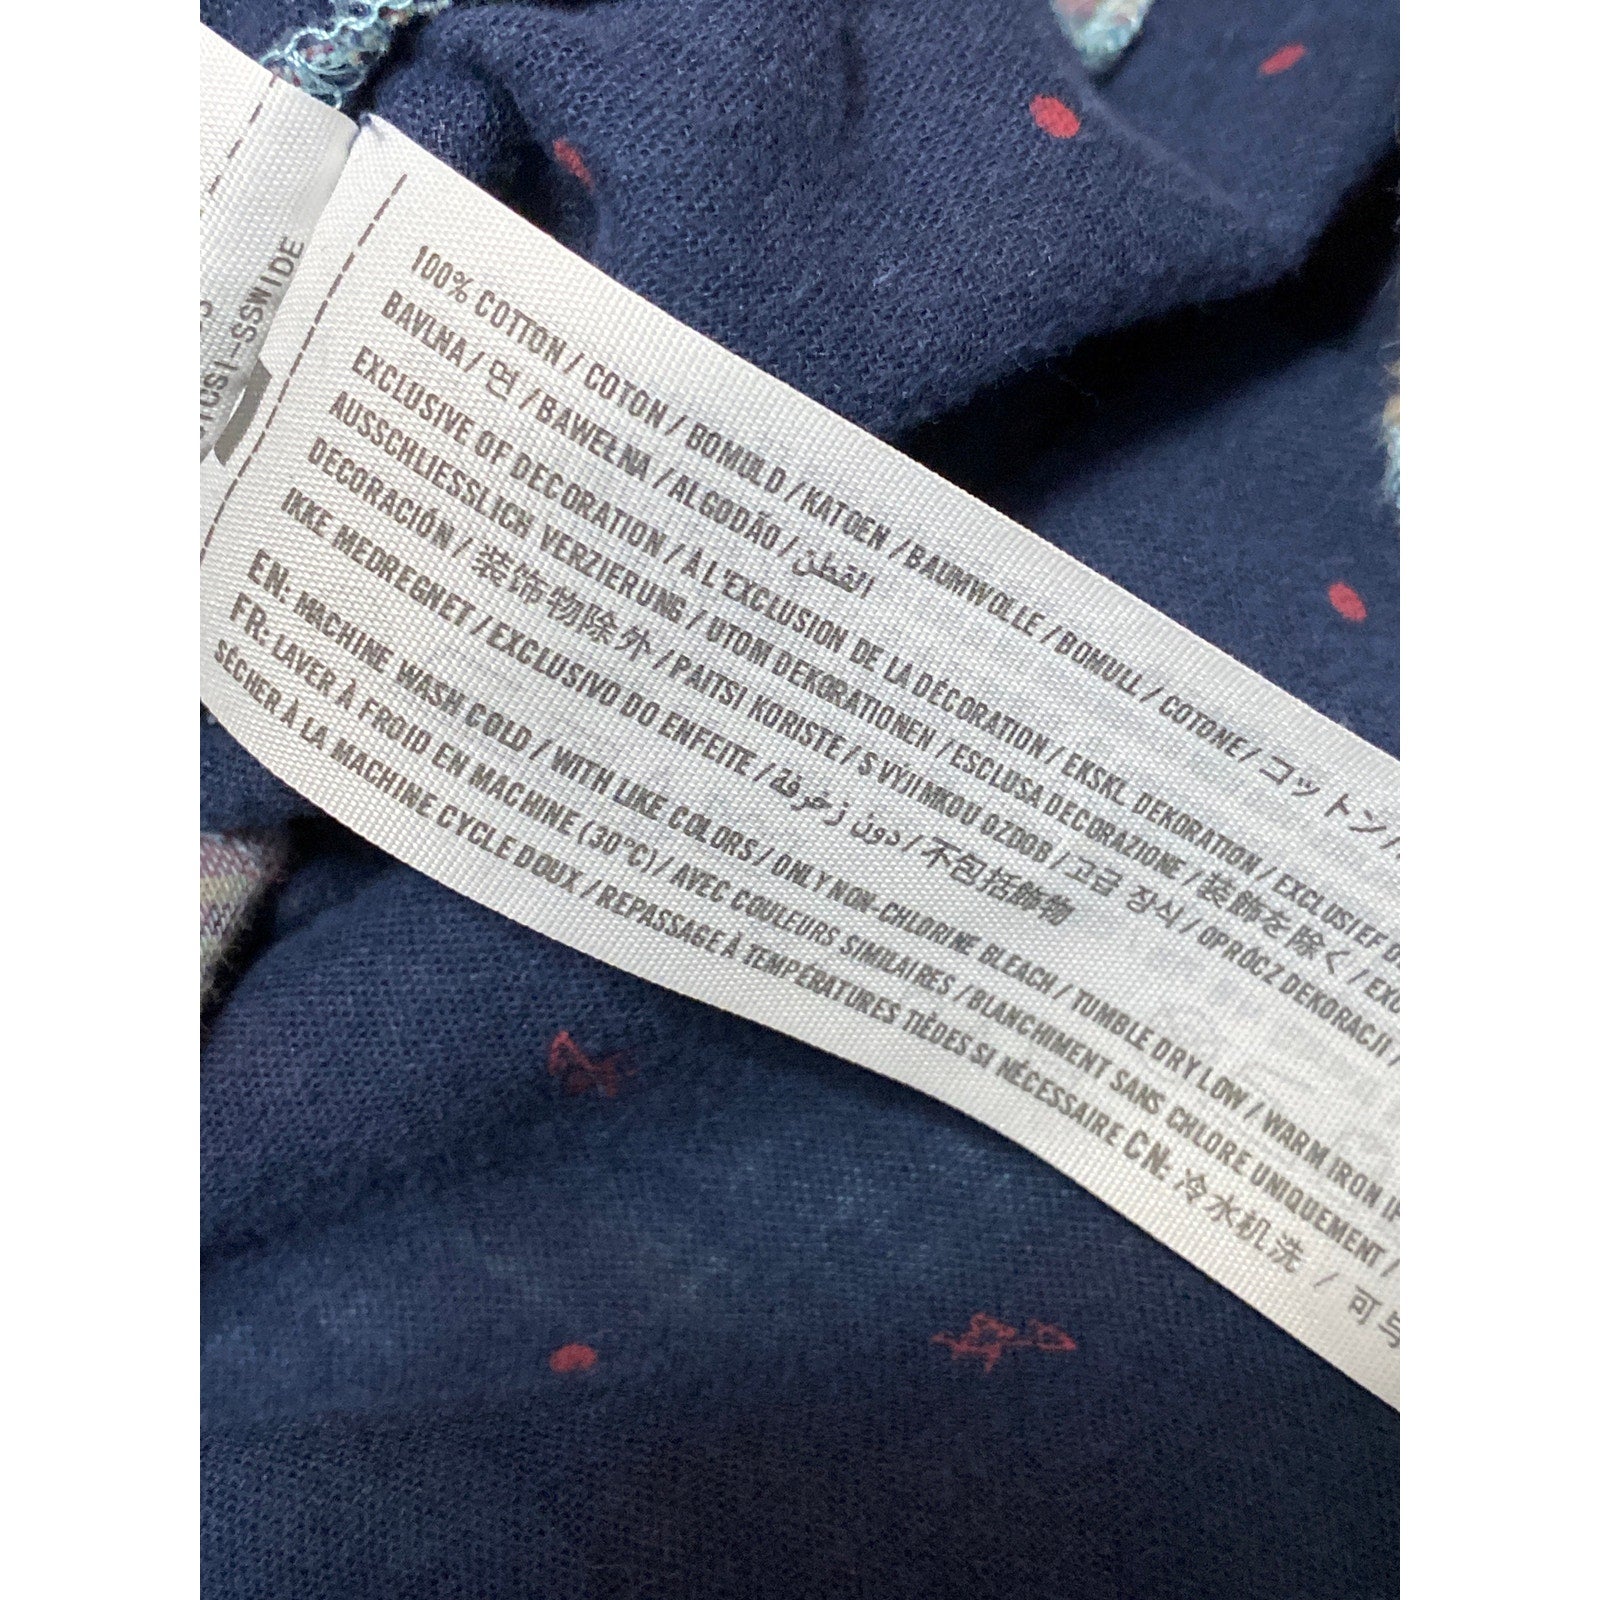 SSWIDE
100% COTTON / COTON / BOMULD / KATOEN / BAUMWOLLE / BOMULL / COTONE / コットン /
BAVLNA / 면 / BAWEŁNA / ALGODÃO / القطن
EXCLUSIVE OF DECORATION / À L'EXCLUSION DE LA DÉCORATION / EKSKL. DEKORATION / EXCLUSIEF
AUSSCHLIESSLICH VERZIERUNG / UTOM DEKORATIONEN / ESCLUSA DECORAZIONE / 装飾を除く /
DECORACIÓN / 装饰物除外 / PAITSI KORISTE / S VÝJIMKOU OZDOB / 고급 장식 / OPRÓCZ DEKORACJI /
IKKE MEDREGNET / EXCLUSIVO DO ENFEITE / دون زخرفة / 不包括飾物
EN: MACHINE WASH COLD / WITH LIKE COLORS / ONLY NON-CHLORINE BLEACH / TUMBLE DRY LOW / WARM IRON
FR: LAVER À FROID EN MACHINE (30°C) / AVEC COULEURS SIMILAIRES / BLANCHIMENT SANS CHLORE UNIQUEMENT /
SÉCHER À LA MACHINE CYCLE DOUX / REPASSAGE À TEMPÉRATURES TIÈDES SI NÉCESSAIRE CN: 冷水机洗 / 可与